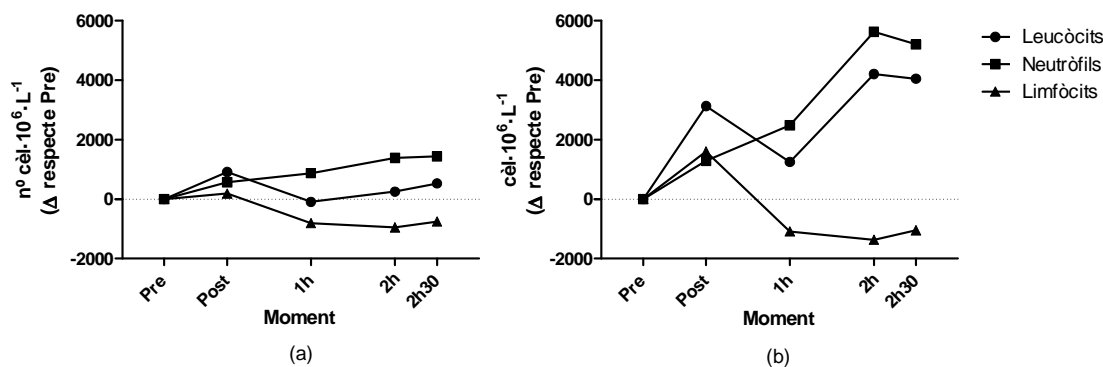 nº cèl·10⁶·L⁻¹
(Δ respecte Pre)
6000
4000
2000
0
-2000
Pre
Post
1h
2h
2h30
Moment
(a)
cèl·10⁶·L⁻¹
(Δ respecte Pre)
6000
4000
2000
0
-2000
Pre
Post
1h
2h
2h30
Moment
(b)
Leucòcits
Neutròfils
Limfòcits